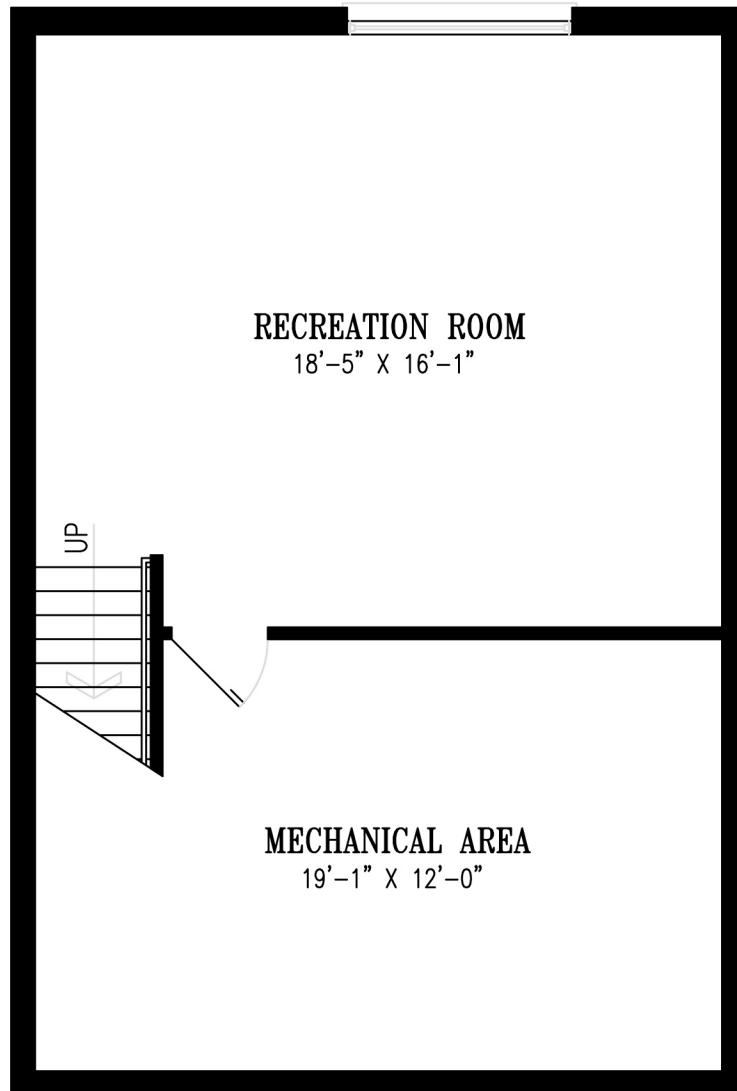 RECREATION ROOM
18'-5" X 16'-1"
UP
MECHANICAL AREA
19'-1" X 12'-0"